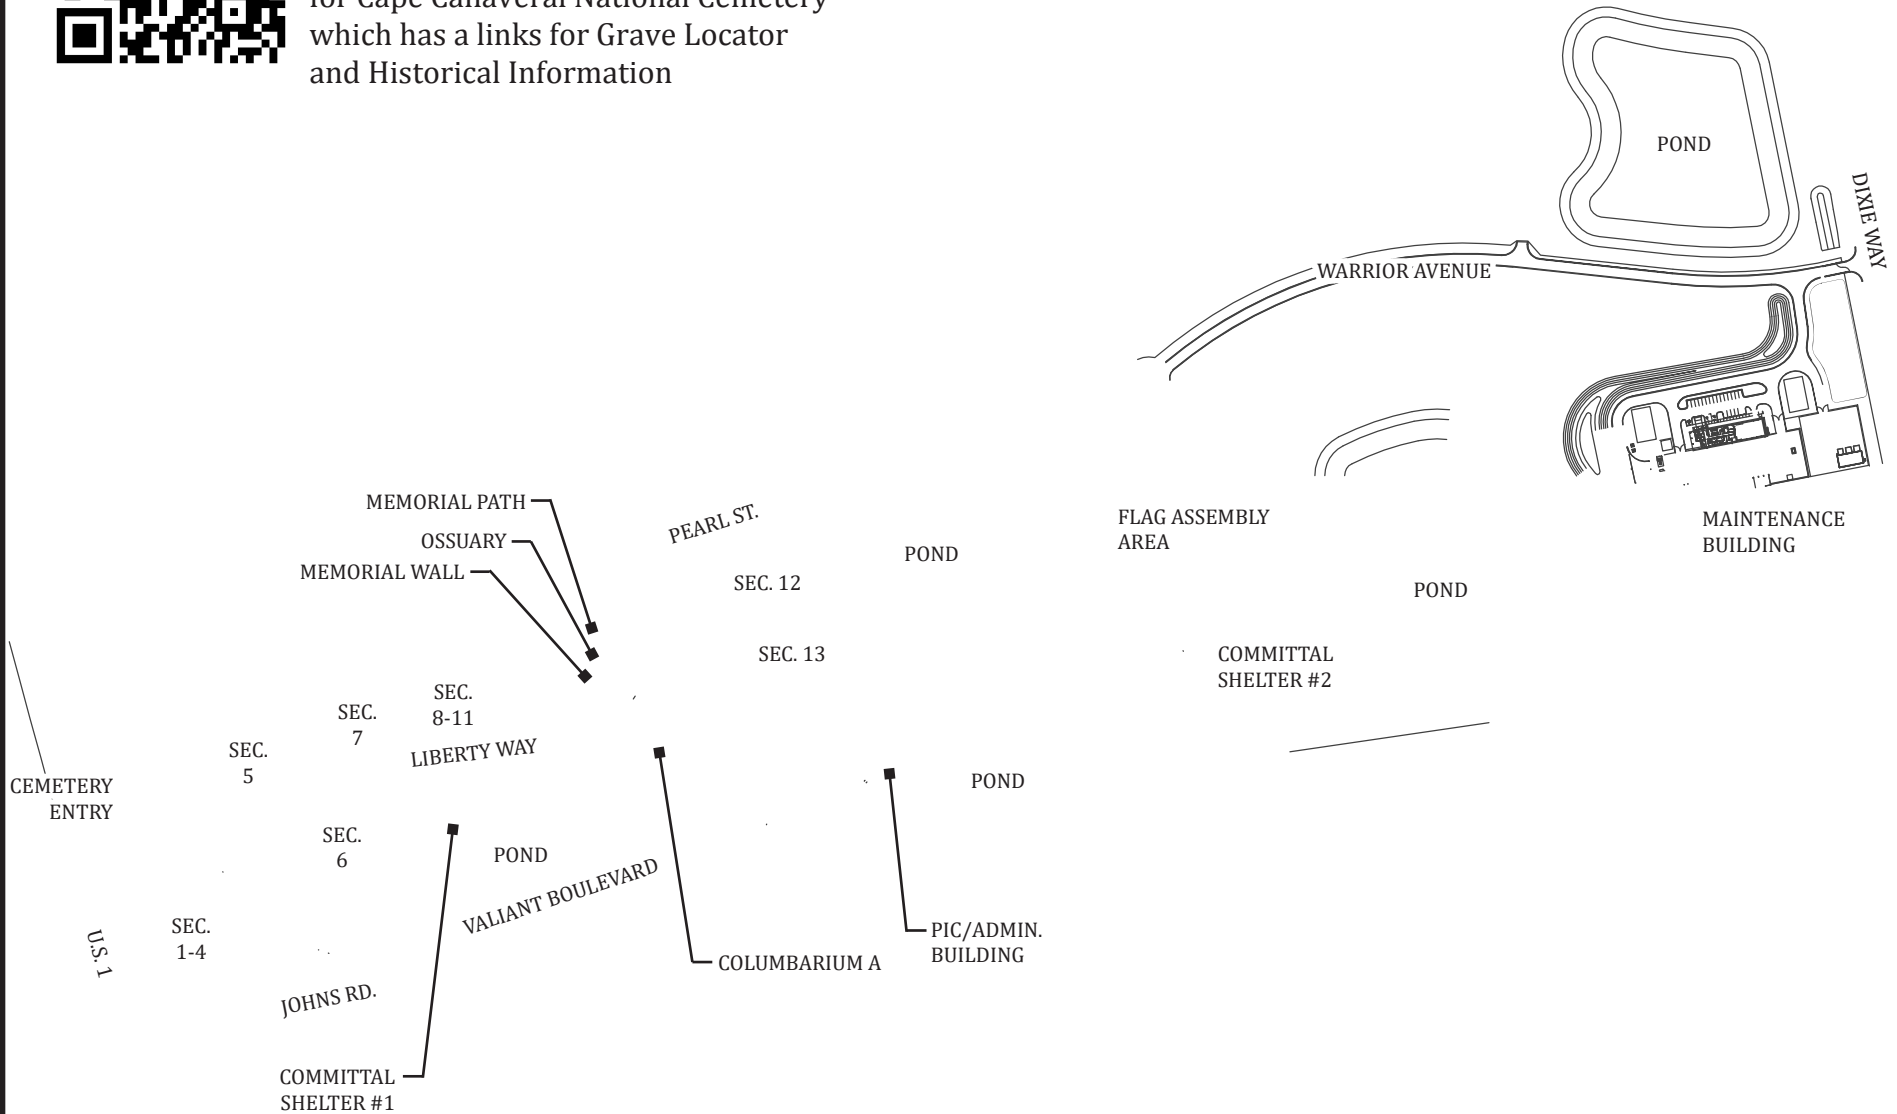 for Cape Canaveral National Cemetery
which has a links for Grave Locator
and Historical Information
POND
DIXIE WAY
WARRIOR AVENUE
MEMORIAL PATH
OSSUARY
MEMORIAL WALL
PEARL ST.
POND
FLAG ASSEMBLY
AREA
MAINTENANCE
BUILDING
SEC. 12
POND
SEC. 13
COMMITTAL
SHELTER #2
SEC.
8-11
SEC.
7
SEC.
5
LIBERTY WAY
CEMETERY
ENTRY
POND
SEC.
6
POND
VALIANT BOULEVARD
SEC.
1-4
U.S. 1
PIC/ADMIN.
BUILDING
COLUMBARIUM A
JOHNS RD.
COMMITTAL
SHELTER #1